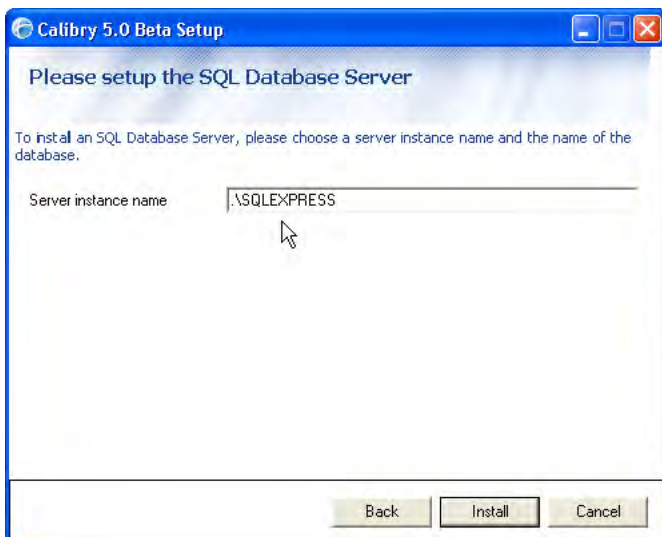 Calibry 5.0 Beta Setup
Please setup the SQL Database Server
To install an SQL Database Server, please choose a server instance name and the name of the
database.
Server instance name
.\SQLEXPRESS
Back
Install
Cancel